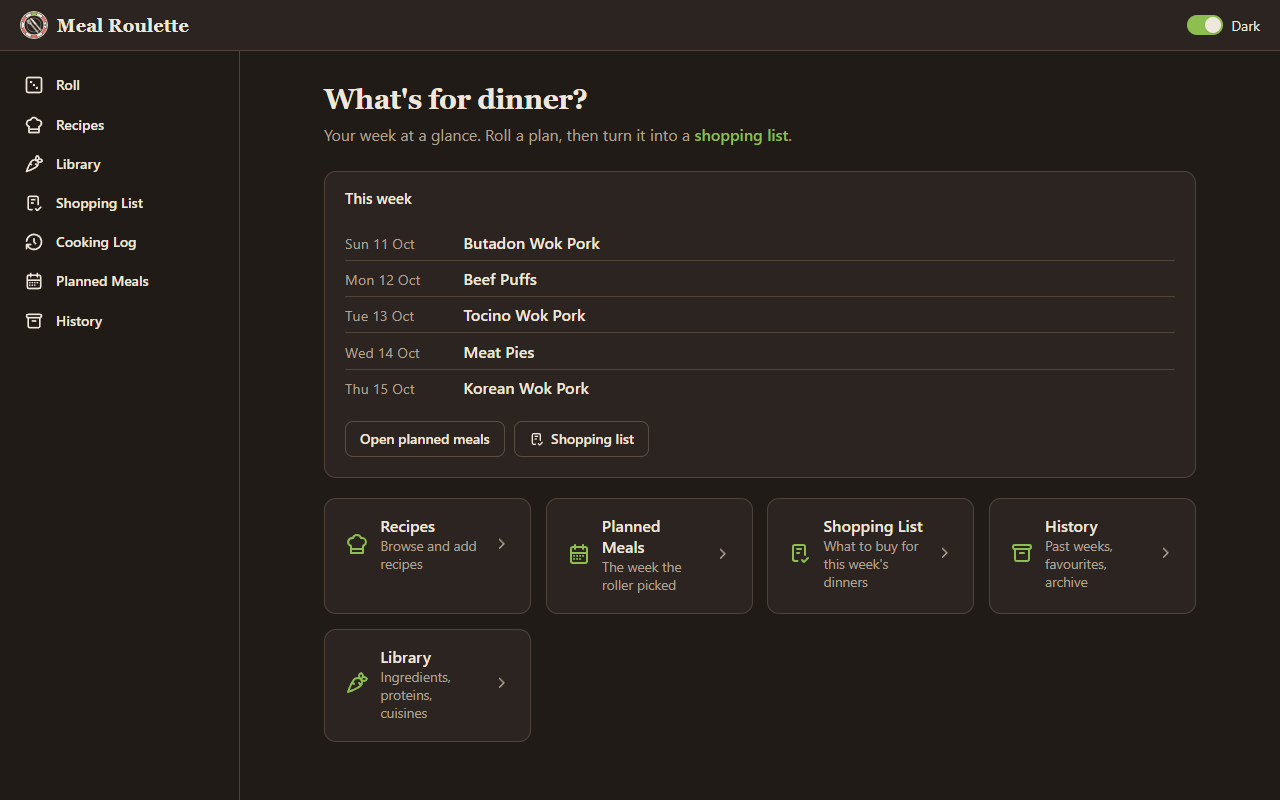 Meal Roulette
Dark
Roll
Recipes
Library
Shopping List
Cooking Log
Planned Meals
History
What's for dinner?
Your week at a glance. Roll a plan, then turn it into a shopping list.
This week
Sun 11 Oct Butadon Wok Pork
Mon 12 Oct Beef Puffs
Tue 13 Oct Tocino Wok Pork
Wed 14 Oct Meat Pies
Thu 15 Oct Korean Wok Pork
Open planned meals
Shopping list
Recipes
Browse and add
recipes
Planned
Meals
The week the
roller picked
Shopping List
What to buy for
this week's
dinners
History
Past weeks,
favourites,
archive
Library
Ingredients,
proteins,
cuisines